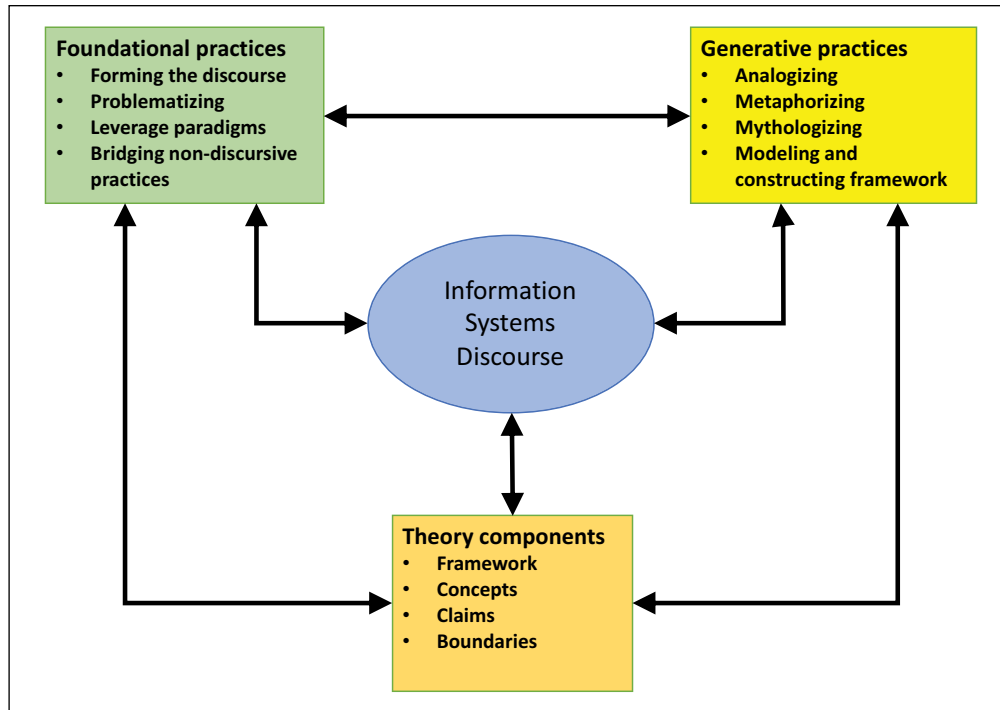 Foundational practices
• Forming the discourse
• Problematizing
• Leverage paradigms
• Bridging non-discursive
practices
Generative practices
• Analogizing
• Metaphorizing
• Mythologizing
• Modeling and
constructing framework
Information
Systems
Discourse
Theory components
• Framework
• Concepts
• Claims
• Boundaries